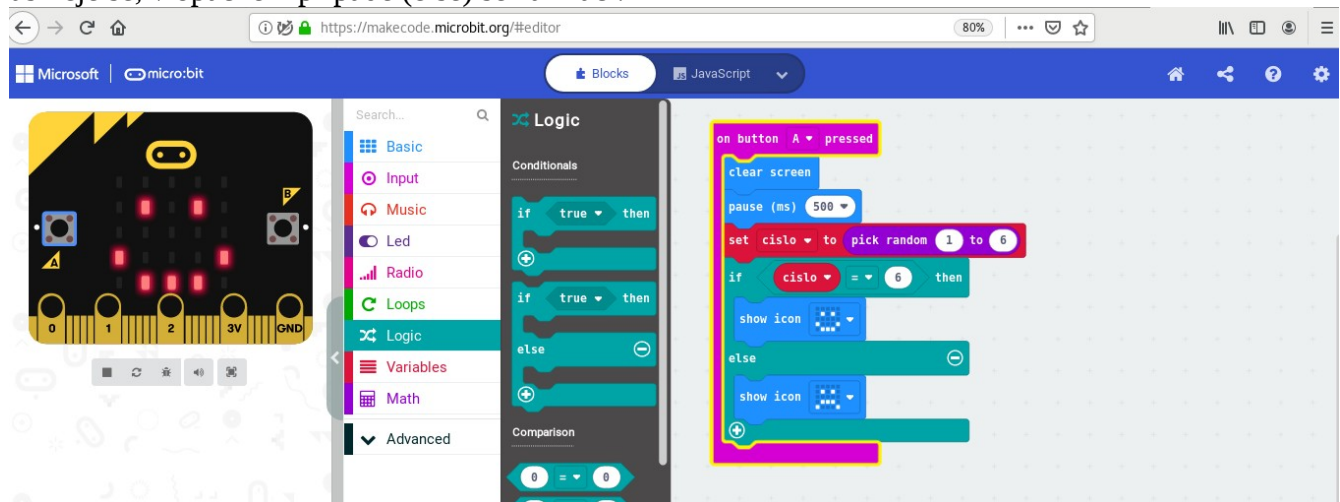 https://makecode.microbit.org/#editor
80%
Microsoft
micro:bit
Blocks
JS JavaScript
Search...
Basic
Input
Music
Led
Radio
Loops
Logic
Variables
Math
Advanced
A
B
0 1 2 3V GND
Logic
Conditionals
if true then
if true then
else
Comparison
0 = 0
on button A pressed
clear screen
pause (ms) 500
set cislo to pick random 1 to 6
if cislo = 6 then
show icon
else
show icon